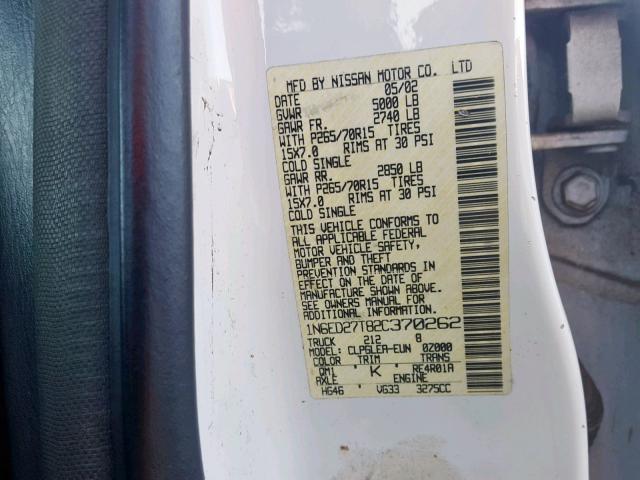 MFD BY NISSAN MOTOR CO. LTD
DATE 05/02
GVWR 5000 LB
GAWR FR. 2740 LB
WITH P265/70R15 TIRES
15X7.0 RIMS AT 30 PSI
COLD SINGLE
GAWR RR. 2850 LB
WITH P265/70R15 TIRES
15X7.0 RIMS AT 30 PSI
COLD SINGLE
THIS VEHICLE CONFORMS TO
ALL APPLICABLE FEDERAL
MOTOR VEHICLE SAFETY,
BUMPER AND THEFT
PREVENTION STANDARDS IN
EFFECT ON THE DATE OF
MANUFACTURE SHOWN ABOVE
SEE OWNERS MANUAL FOR
ADDITIONAL INFORMATION
1N6ED27T82C370262
TRUCK 212 8
MODEL: CLPSLEA-EUN 0Z000
COLOR TRIM TRANS
QM1 K RE4R01A
AXLE ENGINE
HG46 VG33 3275CC